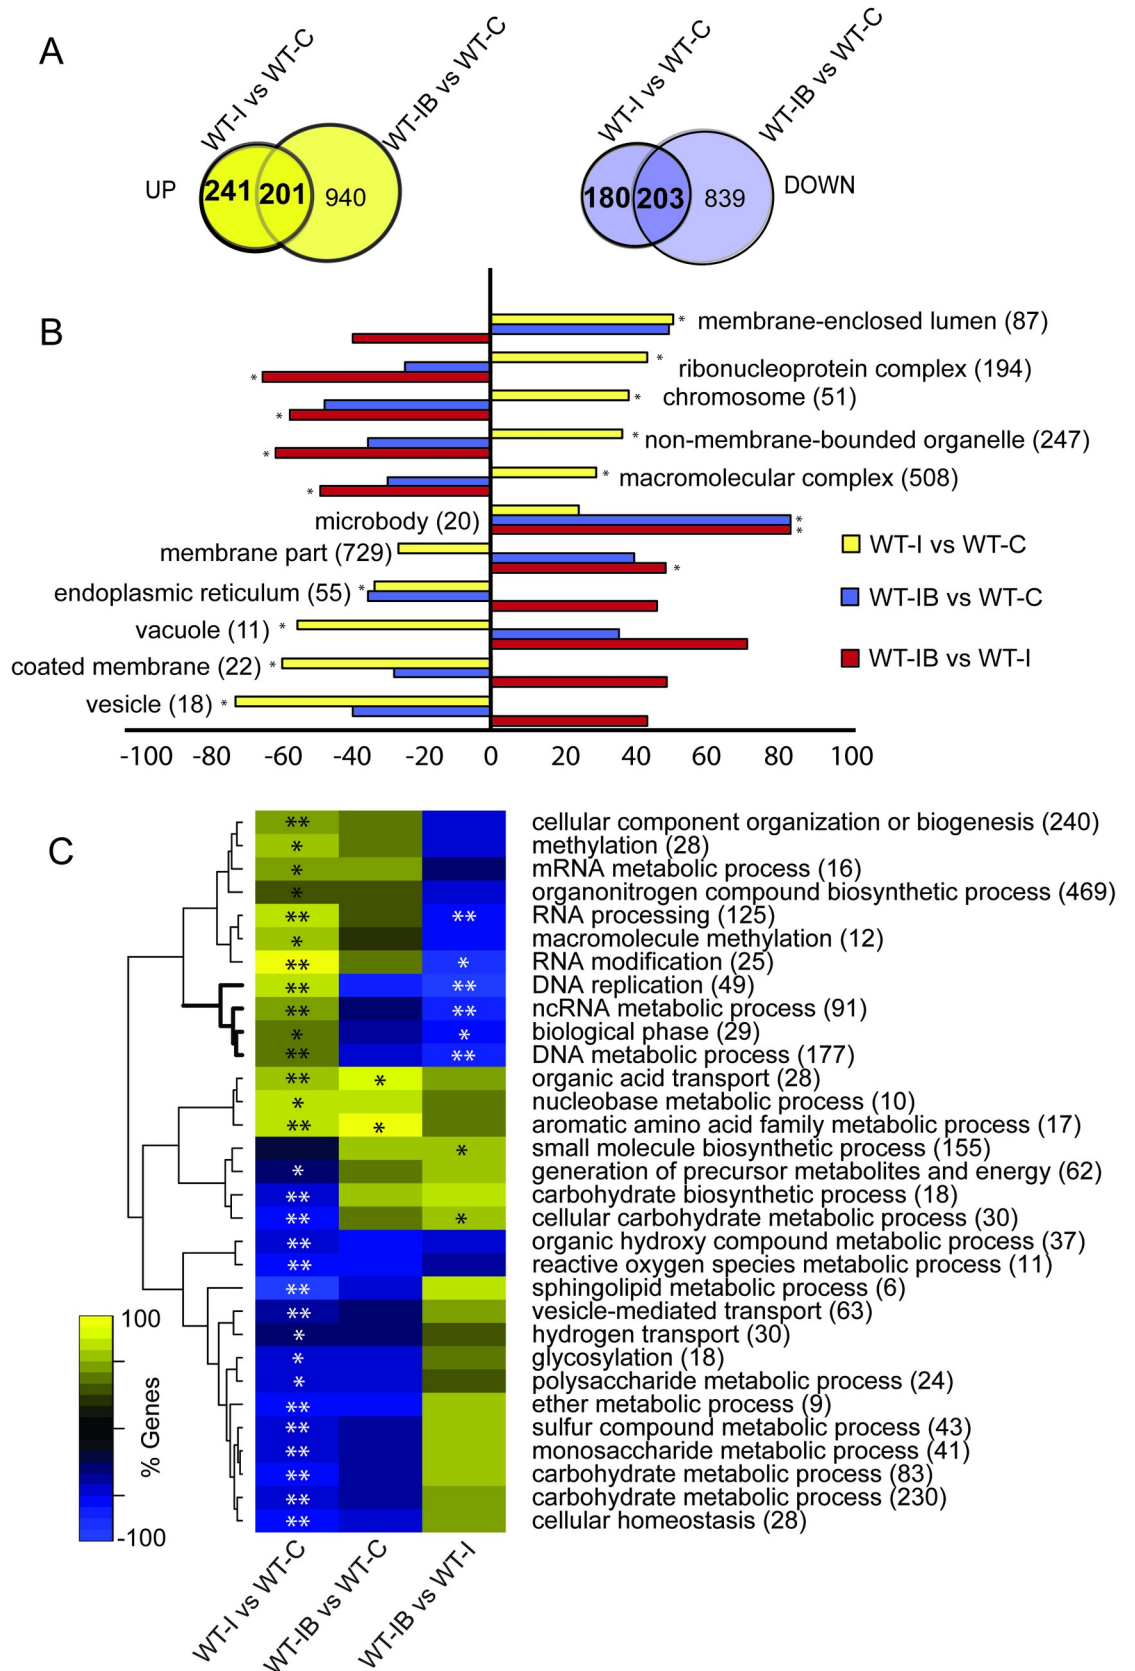 A
WT-I vs WT-C
WT-IB vs WT-C
WT-I vs WT-C
WT-IB vs WT-C
UP
241
201
940
180
203
839
DOWN
B
* membrane-enclosed lumen (87)
* ribonucleoprotein complex (194)
*
* chromosome (51)
*
* non-membrane-bounded organelle (247)
*
* macromolecular complex (508)
*
microbody (20)
*
*
membrane part (729)
*
endoplasmic reticulum (55) *
vacuole (11) *
coated membrane (22) *
vesicle (18) *
WT-I vs WT-C
WT-IB vs WT-C
WT-IB vs WT-I
-100 -80 -60 -40 -20 0 20 40 60 80 100
C
** cellular component organization or biogenesis (240)
* methylation (28)
* mRNA metabolic process (16)
* organonitrogen compound biosynthetic process (469)
** ** RNA processing (125)
* macromolecule methylation (12)
** * RNA modification (25)
** ** DNA replication (49)
** ** ncRNA metabolic process (91)
* * biological phase (29)
** ** DNA metabolic process (177)
** * organic acid transport (28)
* nucleobase metabolic process (10)
** * aromatic amino acid family metabolic process (17)
* small molecule biosynthetic process (155)
* generation of precursor metabolites and energy (62)
** carbohydrate biosynthetic process (18)
** * cellular carbohydrate metabolic process (30)
** organic hydroxy compound metabolic process (37)
** reactive oxygen species metabolic process (11)
** sphingolipid metabolic process (6)
** vesicle-mediated transport (63)
* hydrogen transport (30)
* glycosylation (18)
* polysaccharide metabolic process (24)
** ether metabolic process (9)
** sulfur compound metabolic process (43)
** monosaccharide metabolic process (41)
** carbohydrate metabolic process (83)
** carbohydrate metabolic process (230)
** cellular homeostasis (28)
100
% Genes
-100
WT-I vs WT-C
WT-IB vs WT-C
WT-IB vs WT-I